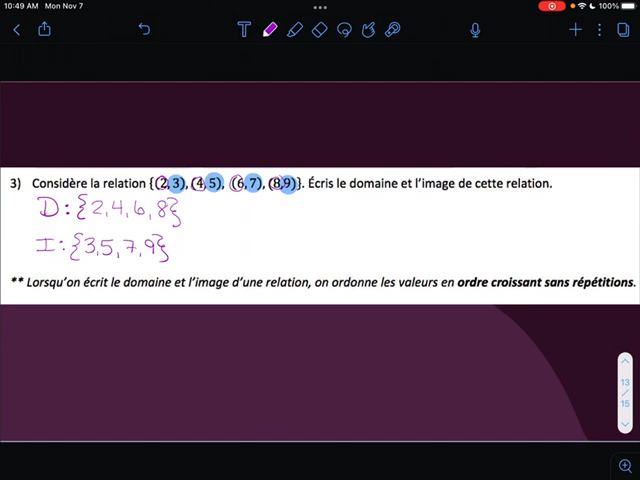 10:49 AM Mon Nov 7
100%
3) Considère la relation {(2,3),(4,5), (6,7),(8,9)}. Écris le domaine et l'image de cette relation.
D: {2,4,6,8}
I: {3,5,7,9}
** Lorsqu'on écrit le domaine et l'image d'une relation, on ordonne les valeurs en ordre croissant sans répétitions.
13
/
15